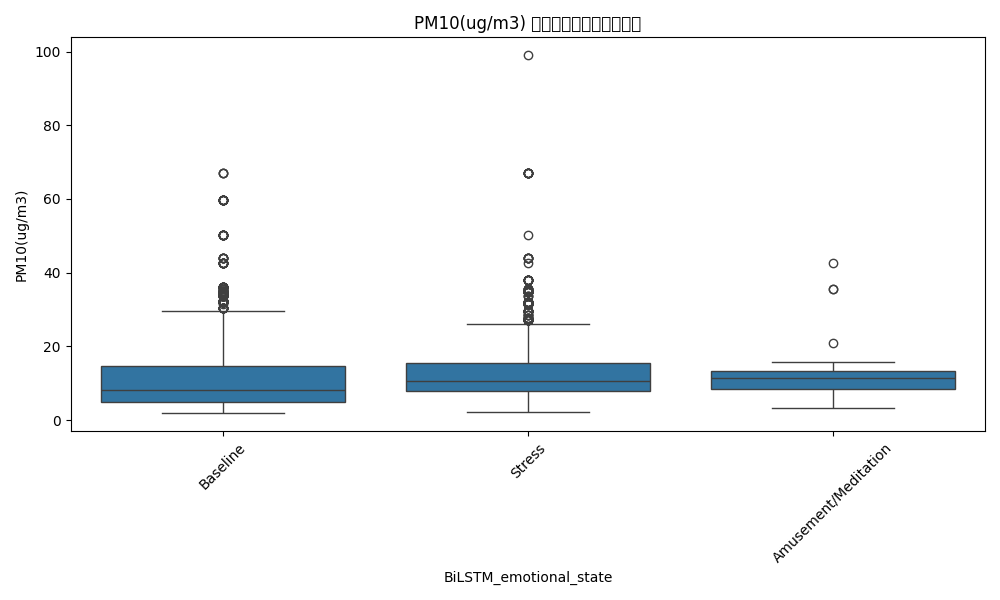 PM10(ug/m3)
100
80
60
40
20
0
PM10(ug/m3)
Baseline
Stress
Amusement/Meditation
BiLSTM_emotional_state